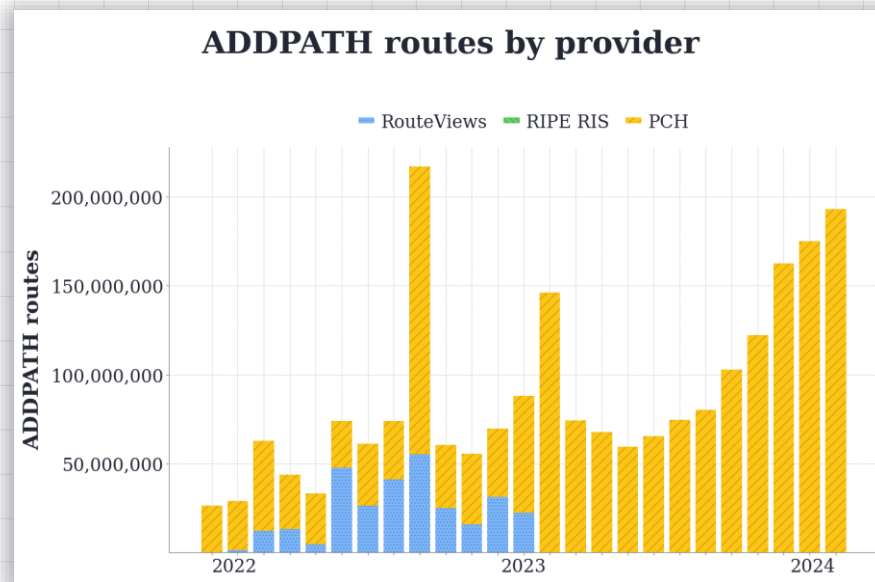 ADDPATH routes by provider
RouteViews RIPE RIS PCH
ADDPATH routes
200,000,000
150,000,000
100,000,000
50,000,000
2022 2023 2024